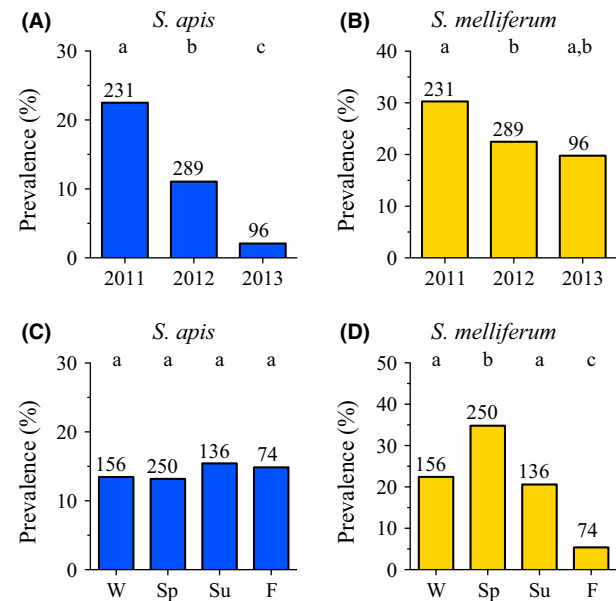 (A) S. apis
a b c
Prevalence (%)
30
20
10
0
231
289
96
2011 2012 2013
(B) S. melliferum
a b a,b
Prevalence (%)
40
30
20
10
0
231
289
96
2011 2012 2013
(C) S. apis
a a a a
Prevalence (%)
30
20
10
0
156
250
136
74
W Sp Su F
(D) S. melliferum
a b a c
Prevalence (%)
50
40
30
20
10
0
156
250
136
74
W Sp Su F